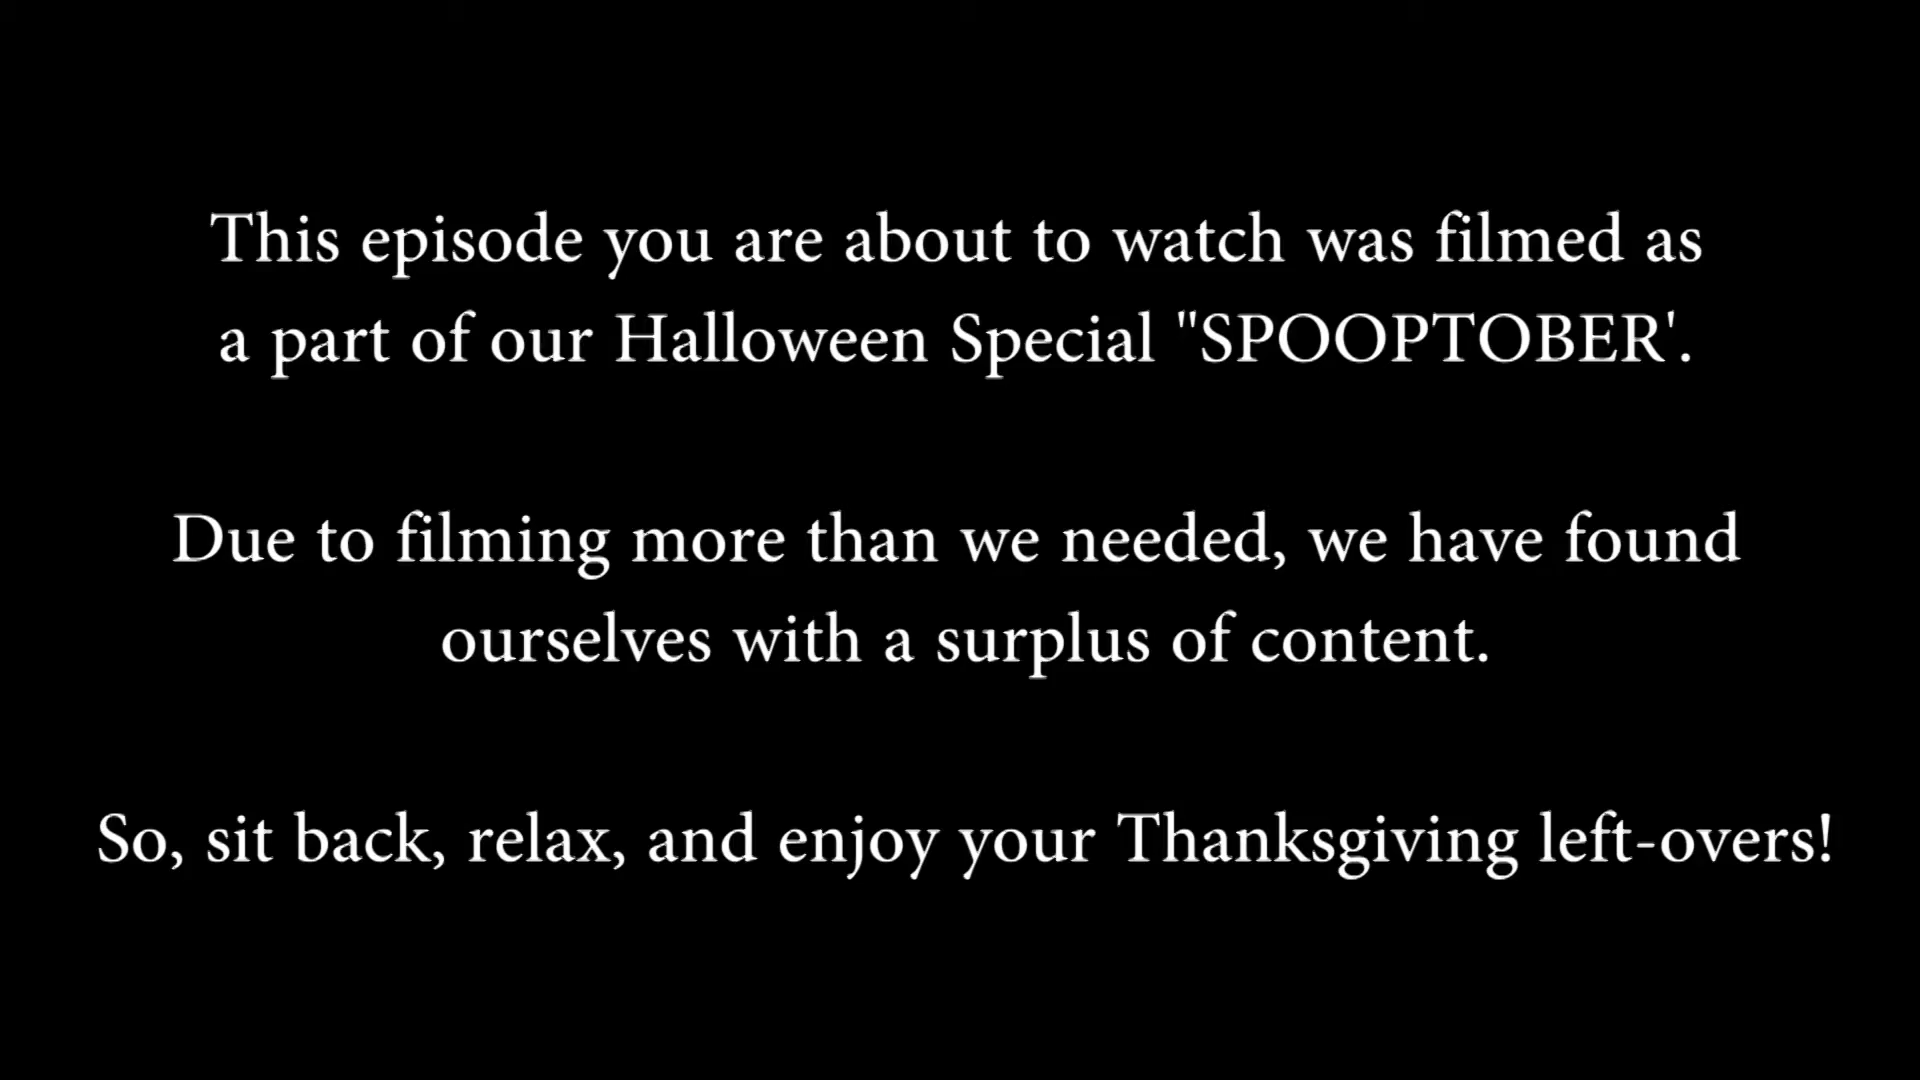 This episode you are about to watch was filmed as
a part of our Halloween Special "SPOOPTOBER'.
Due to filming more than we needed, we have found
ourselves with a surplus of content.
So, sit back, relax, and enjoy your Thanksgiving left-overs!